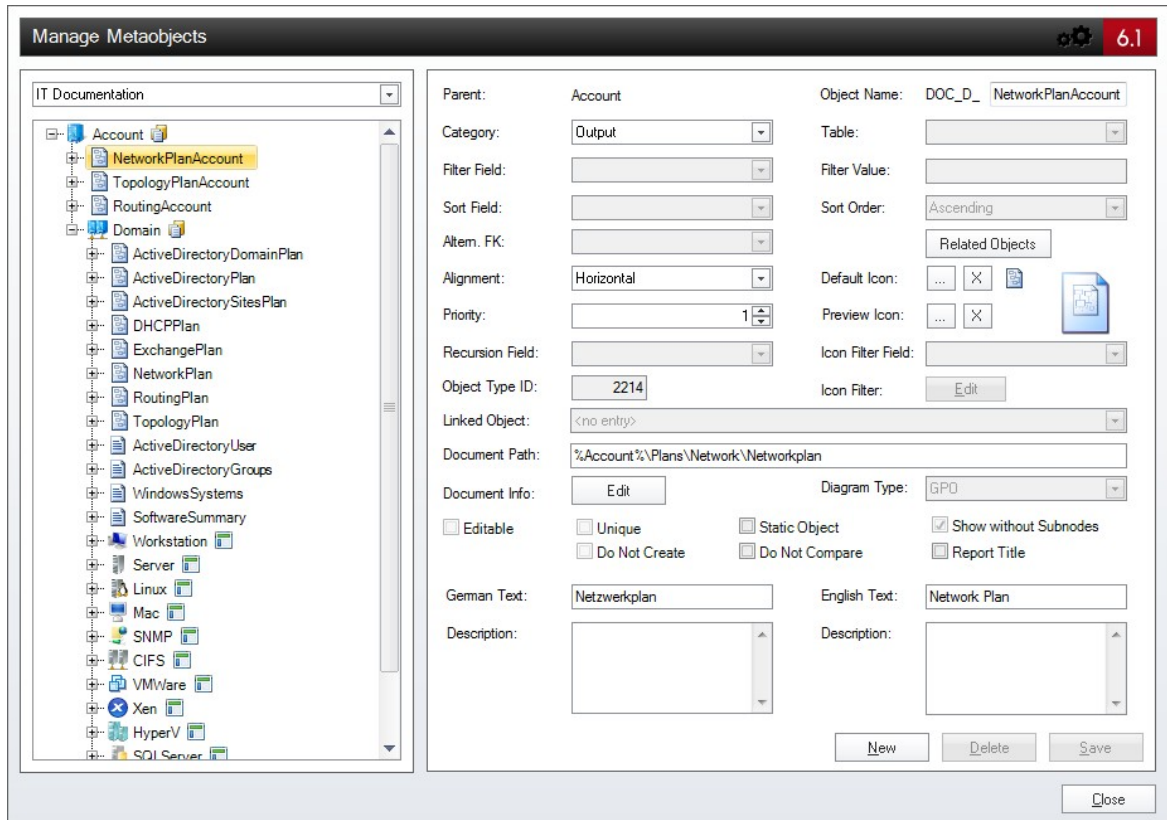 Manage Metaobjects
6.1
IT Documentation
Account
NetworkPlanAccount
TopologyPlanAccount
RoutingAccount
Domain
ActiveDirectoryDomainPlan
ActiveDirectoryPlan
ActiveDirectorySitesPlan
DHCPPlan
ExchangePlan
NetworkPlan
RoutingPlan
TopologyPlan
ActiveDirectoryUser
ActiveDirectoryGroups
WindowsSystems
SoftwareSummary
Workstation
Server
Linux
Mac
SNMP
CIFS
VMWare
Xen
HyperV
SQLServer
Parent: Account Object Name: DOC_D_ NetworkPlanAccount
Category: Output Table:
Filter Field: Filter Value:
Sort Field: Sort Order: Ascending
Altern. FK: Related Objects
Alignment: Horizontal Default Icon: ... X
Priority: 1 Preview Icon: ... X
Recursion Field: Icon Filter Field:
Object Type ID: 2214 Icon Filter: Edit
Linked Object: <no entry>
Document Path: %Account%\Plans\Network\Networkplan
Document Info: Edit Diagram Type: GPO
Editable Unique Static Object Show without Subnodes
Do Not Create Do Not Compare Report Title
German Text: Netzwerkplan English Text: Network Plan
Description: Description:
New Delete Save
Close